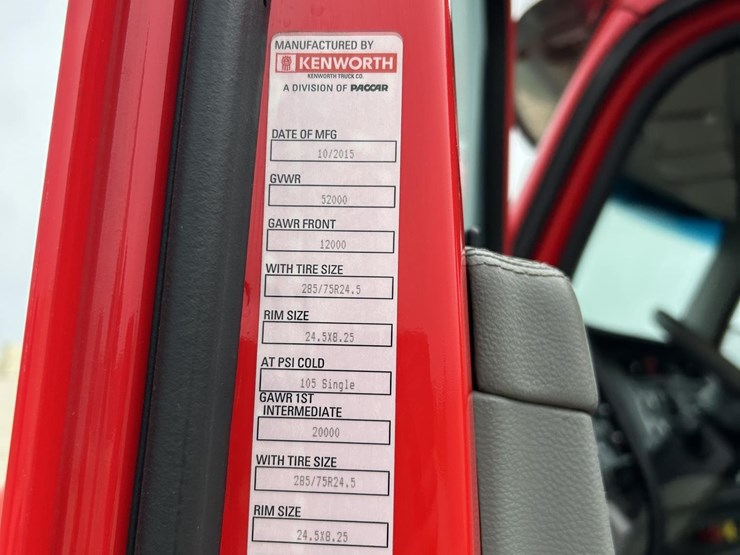 MANUFACTURED BY
KENWORTH
KENWORTH TRUCK CO.
A DIVISION OF PACCAR
DATE OF MFG
10/2015
GVWR
52000
GAWR FRONT
12000
WITH TIRE SIZE
285/75R24.5
RIM SIZE
24.5X8.25
AT PSI COLD
105 Single
GAWR 1ST
INTERMEDIATE
20000
WITH TIRE SIZE
285/75R24.5
RIM SIZE
24.5X8.25